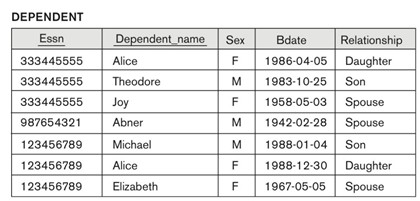 DEPENDENT
Essn Dependent_name Sex Bdate Relationship
333445555 Alice F 1986-04-05 Daughter
333445555 Theodore M 1983-10-25 Son
333445555 Joy F 1958-05-03 Spouse
987654321 Abner M 1942-02-28 Spouse
123456789 Michael M 1988-01-04 Son
123456789 Alice F 1988-12-30 Daughter
123456789 Elizabeth F 1967-05-05 Spouse